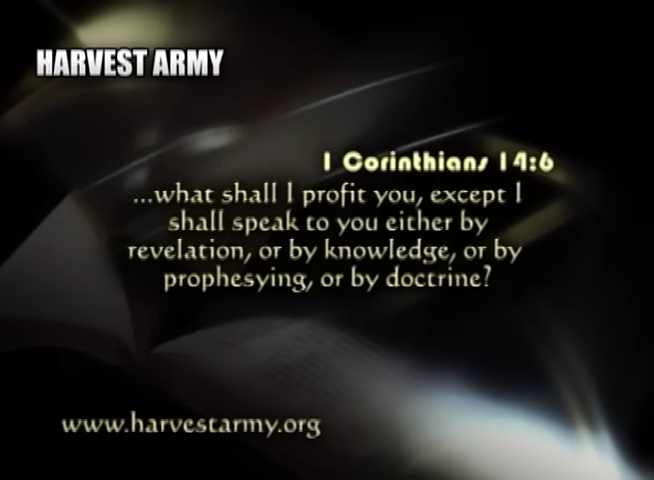 HARVEST ARMY
1 Corinthians 14:6
...what shall I profit you, except I
shall speak to you either by
revelation, or by knowledge, or by
prophesying, or by doctrine?
www.harvestarmy.org